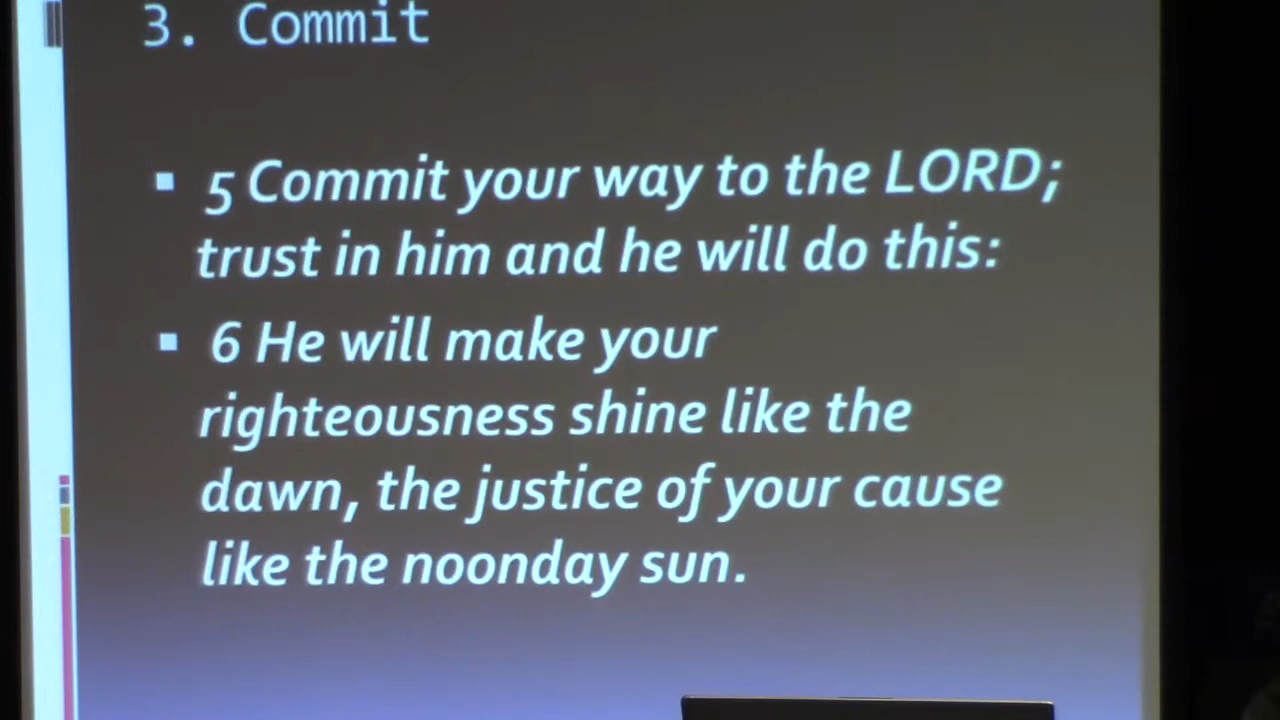 3. Commit
5 Commit your way to the LORD;
trust in him and he will do this:
6 He will make your
righteousness shine like the
dawn, the justice of your cause
like the noonday sun.